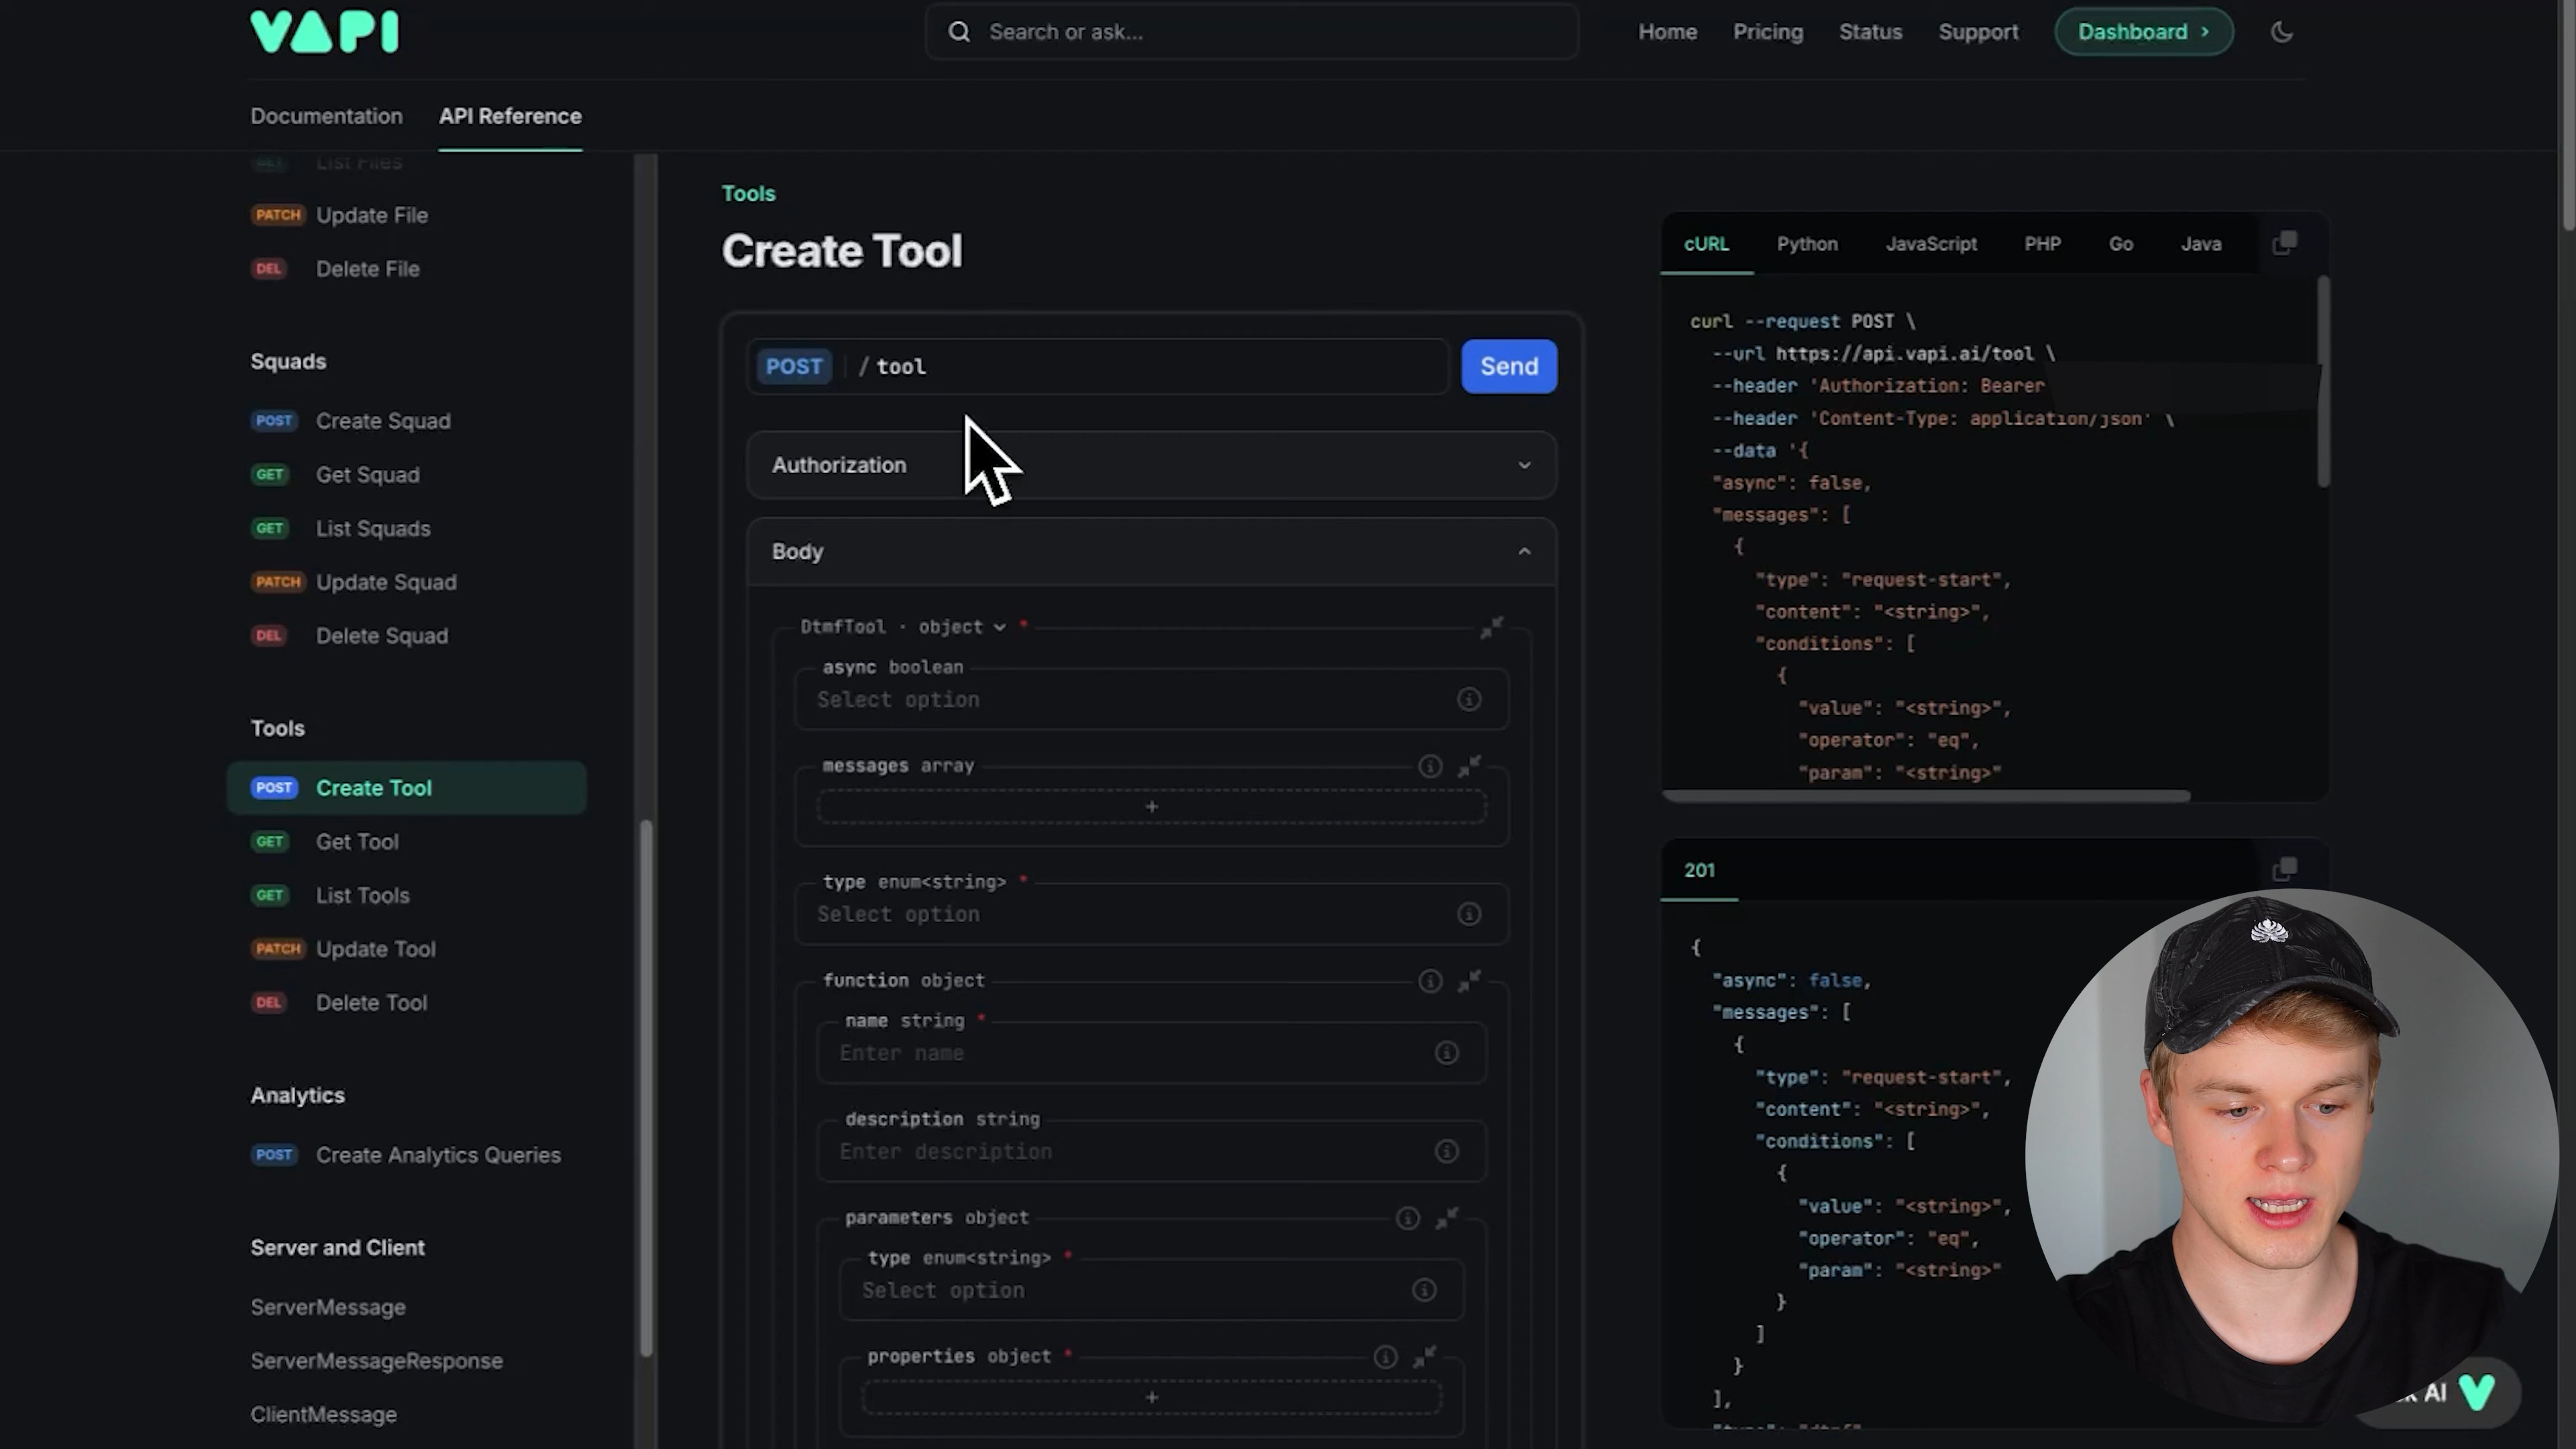 VAPI
Search or ask...
Home
Pricing
Status
Support
Dashboard
Documentation
API Reference
GET List Files
PATCH Update File
DEL Delete File
Squads
POST Create Squad
GET Get Squad
GET List Squads
PATCH Update Squad
DEL Delete Squad
Tools
POST Create Tool
GET Get Tool
GET List Tools
PATCH Update Tool
DEL Delete Tool
Analytics
POST Create Analytics Queries
Server and Client
ServerMessage
ServerMessageResponse
ClientMessage
Tools
Create Tool
POST / tool
Send
Authorization
Body
DtmfTool · object *
async boolean
Select option
messages array
+
type enum<string> *
Select option
function object
name string *
Enter name
description string
Enter description
parameters object
type enum<string> *
Select option
properties object *
+
cURL Python JavaScript PHP Go Java
curl --request POST \
--url https://api.vapi.ai/tool \
--header 'Authorization: Bearer
--header 'Content-Type: application/json' \
--data '{
"async": false,
"messages": [
{
"type": "request-start",
"content": "<string>",
"conditions": [
{
"value": "<string>",
"operator": "eq",
"param": "<string>"
201
{
"async": false,
"messages": [
{
"type": "request-start",
"content": "<string>",
"conditions": [
{
"value": "<string>",
"operator": "eq",
"param": "<string>"
}
]
}
],
AI